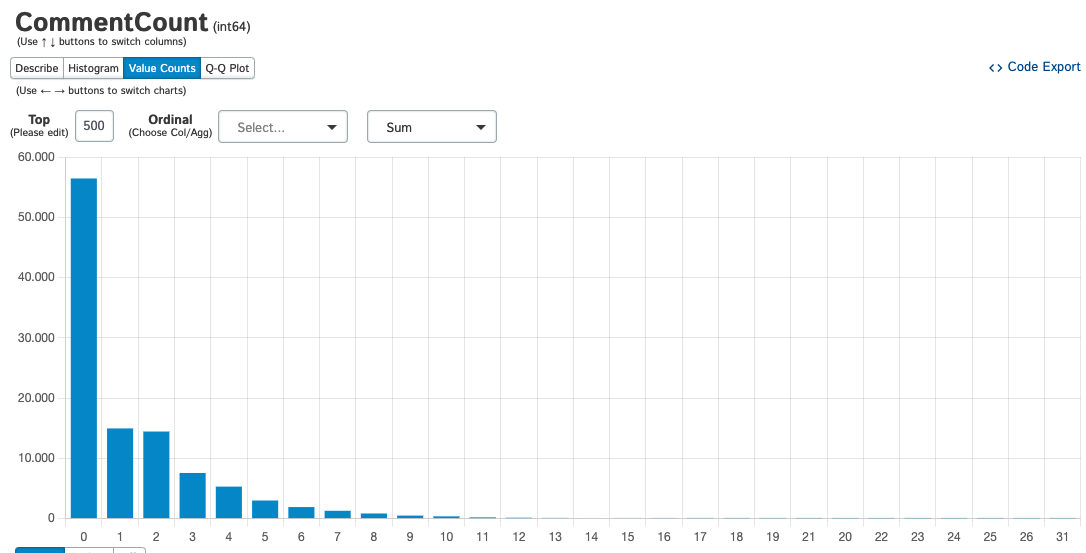 CommentCount (int64)
(Use ↑ ↓ buttons to switch columns)
Describe Histogram Value Counts Q-Q Plot
<> Code Export
(Use ← → buttons to switch charts)
Top
(Please edit)
500
Ordinal
(Choose Col/Agg)
Select...
Sum
60.000
50.000
40.000
30.000
20.000
10.000
0
0 1 2 3 4 5 6 7 8 9 10 11 12 13 14 15 16 17 18 19 21 20 22 23 24 25 26 31